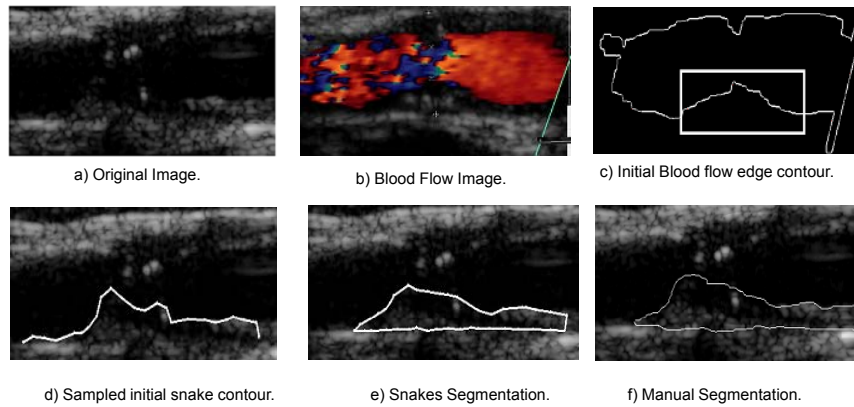 a) Original Image.
b) Blood Flow Image.
c) Initial Blood flow edge contour.
d) Sampled initial snake contour.
e) Snakes Segmentation.
f) Manual Segmentation.